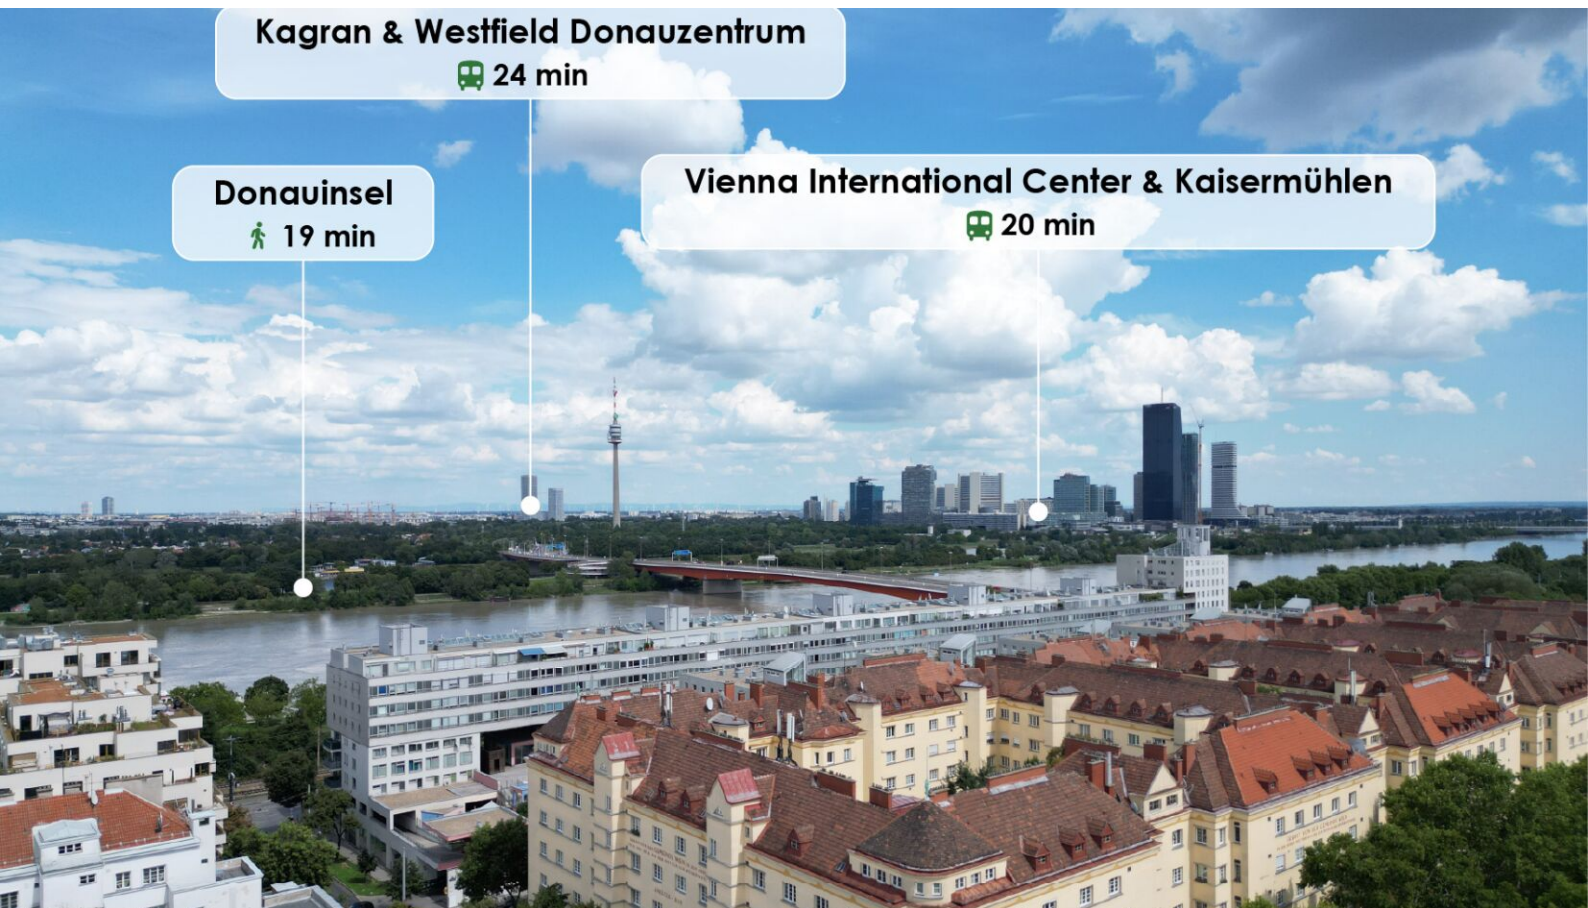 Kagran & Westfield Donauzentrum
24 min
Donauinsel
19 min
Vienna International Center & Kaisermühlen
20 min